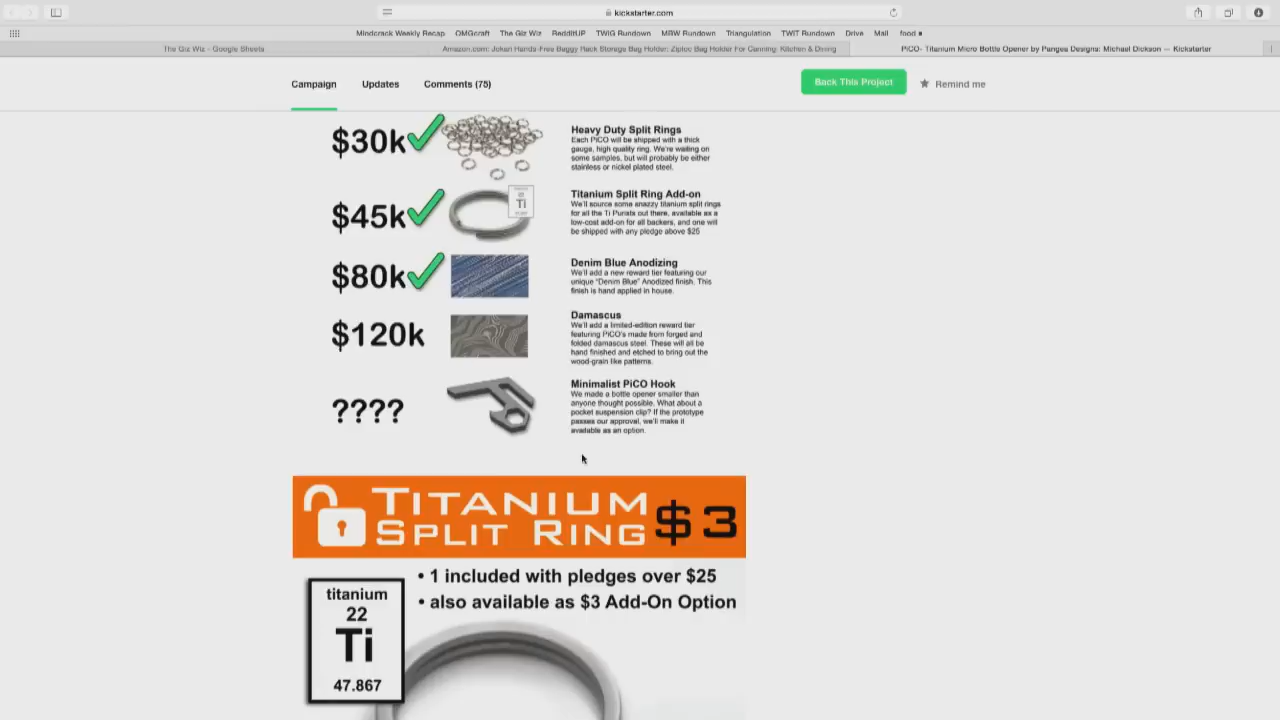 kickstarter.com
Mindcrack Weekly Recap OMGcraft The Giz Wiz RedditUP TWIG Rundown MBW Rundown Triangulation TWIT Rundown Drive Mail food
The Giz Wiz - Google Sheets
Amazon.com: Jokari Hands-Free Baggy Rack Storage Bag Holder: Ziploc Bag Holder For Canning: Kitchen & Dining
PiCO- Titanium Micro Bottle Opener by Pangea Designs: Michael Dickson — Kickstarter
Campaign Updates Comments (75)
Back This Project Remind me
$30k
Heavy Duty Split Rings
Each PiCO will be shipped with a thick
gauge, high quality ring. We're waiting on
some samples, but will probably be either
stainless or nickel plated steel.
$45k
Ti
Titanium Split Ring Add-on
We'll source some snazzy titanium split rings
for all the Ti Purists out there, available as a
low-cost add-on for all backers, and one will
be shipped with any pledge above $25
$80k
Denim Blue Anodizing
We'll add a new reward tier featuring our
unique "Denim Blue" Anodized finish. This
finish is hand applied in house.
$120k
Damascus
We'll add a limited-edition reward tier
featuring PiCO's made from forged and
folded damascus steel. These will all be
hand finished and etched to bring out the
wood-grain like patterns.
????
Minimalist PiCO Hook
We made a bottle opener smaller than
anyone thought possible. What about a
pocket suspension clip? If the prototype
passes our approval, we'll make it
available as an option.
TITANIUM
SPLIT RING $3
• 1 included with pledges over $25
• also available as $3 Add-On Option
titanium
22
Ti
47.867